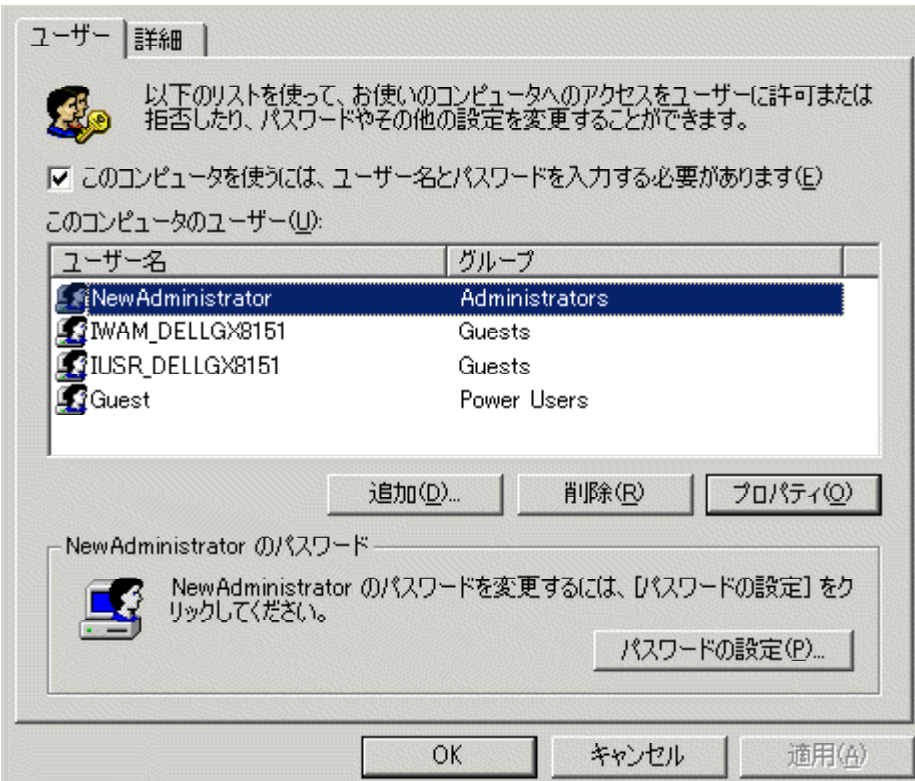 ユーザー 詳細
以下のリストを使って、お使いのコンピュータへのアクセスをユーザーに許可または
拒否したり、パスワードやその他の設定を変更することができます。
このコンピュータを使うには、ユーザー名とパスワードを入力する必要があります(E)
このコンピュータのユーザー(U):
ユーザー名 グループ
NewAdministrator Administrators
IWAM_DELLGX8151 Guests
IUSR_DELLGX8151 Guests
Guest Power Users
追加(D)... 削除(R) プロパティ(O)
NewAdministrator のパスワード
NewAdministrator のパスワードを変更するには、[パスワードの設定] をク
リックしてください。
パスワードの設定(P)...
OK キャンセル 適用(A)